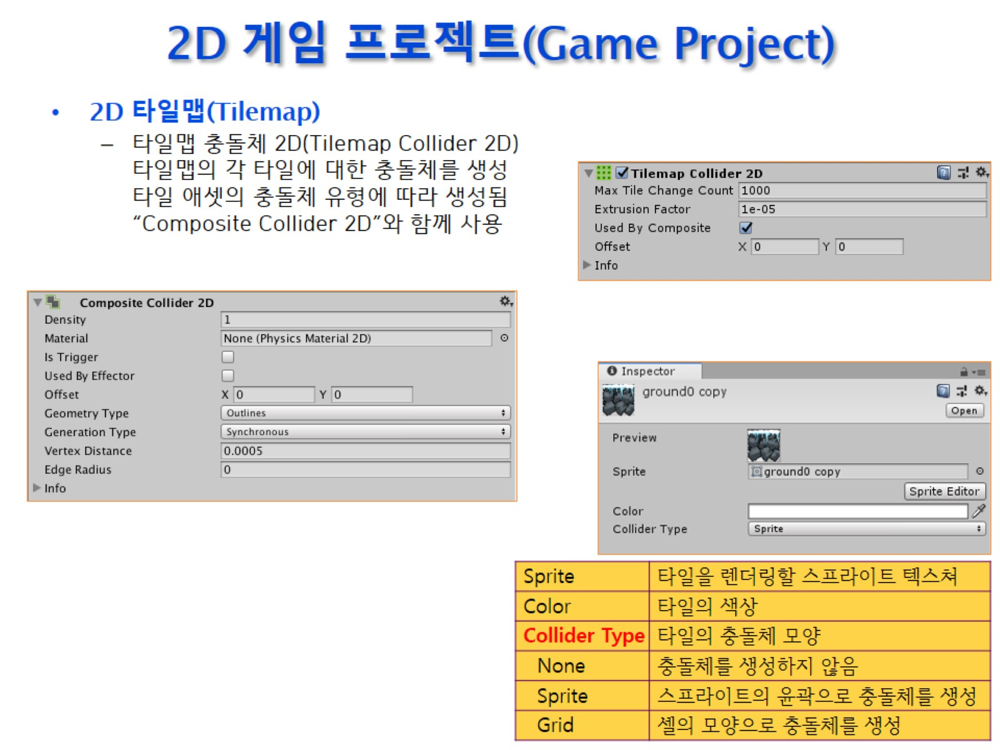 2D 게임 프로젝트(Game Project)
• 2D 타일맵(Tilemap)
– 타일맵 충돌체 2D(Tilemap Collider 2D)
타일맵의 각 타일에 대한 충돌체를 생성
타일 애셋의 충돌체 유형에 따라 생성됨
“Composite Collider 2D”와 함께 사용
Tilemap Collider 2D
Max Tile Change Count 1000
Extrusion Factor 1e-05
Used By Composite
Offset X 0 Y 0
Info
Composite Collider 2D
Density 1
Material None (Physics Material 2D)
Is Trigger
Used By Effector
Offset X 0 Y 0
Geometry Type Outlines
Generation Type Synchronous
Vertex Distance 0.0005
Edge Radius 0
Info
Inspector
ground0 copy
Open
Preview
Sprite ground0 copy
Sprite Editor
Color
Collider Type Sprite
Sprite 타일을 렌더링할 스프라이트 텍스쳐
Color 타일의 색상
Collider Type 타일의 충돌체 모양
None 충돌체를 생성하지 않음
Sprite 스프라이트의 윤곽으로 충돌체를 생성
Grid 셀의 모양으로 충돌체를 생성